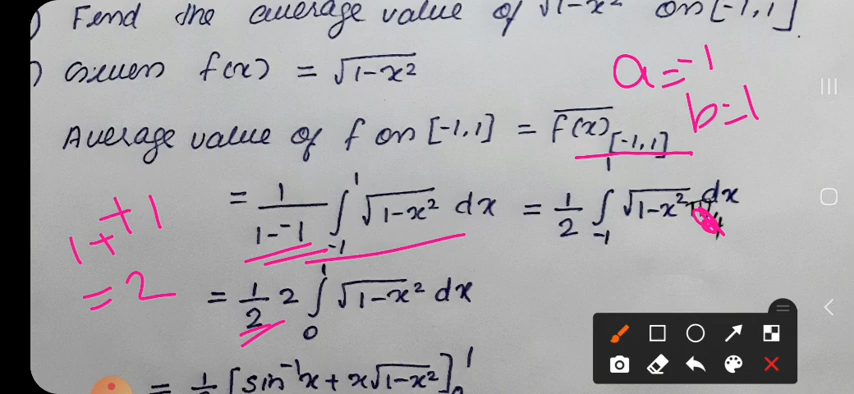 ) Find the average value of √1-x² on [-1,1]
) Given f(x) = √1-x²
a=-1
b=1
Average value of f on [-1,1] = f(x)[-1,1]
1++1
=2
= 1/(1--1) ∫₋₁¹ √1-x² dx = 1/2 ∫₋₁¹ √1-x² dx
= 1/2 2 ∫₀¹ √1-x² dx
= [sin⁻¹x + x√1-x²]₀¹